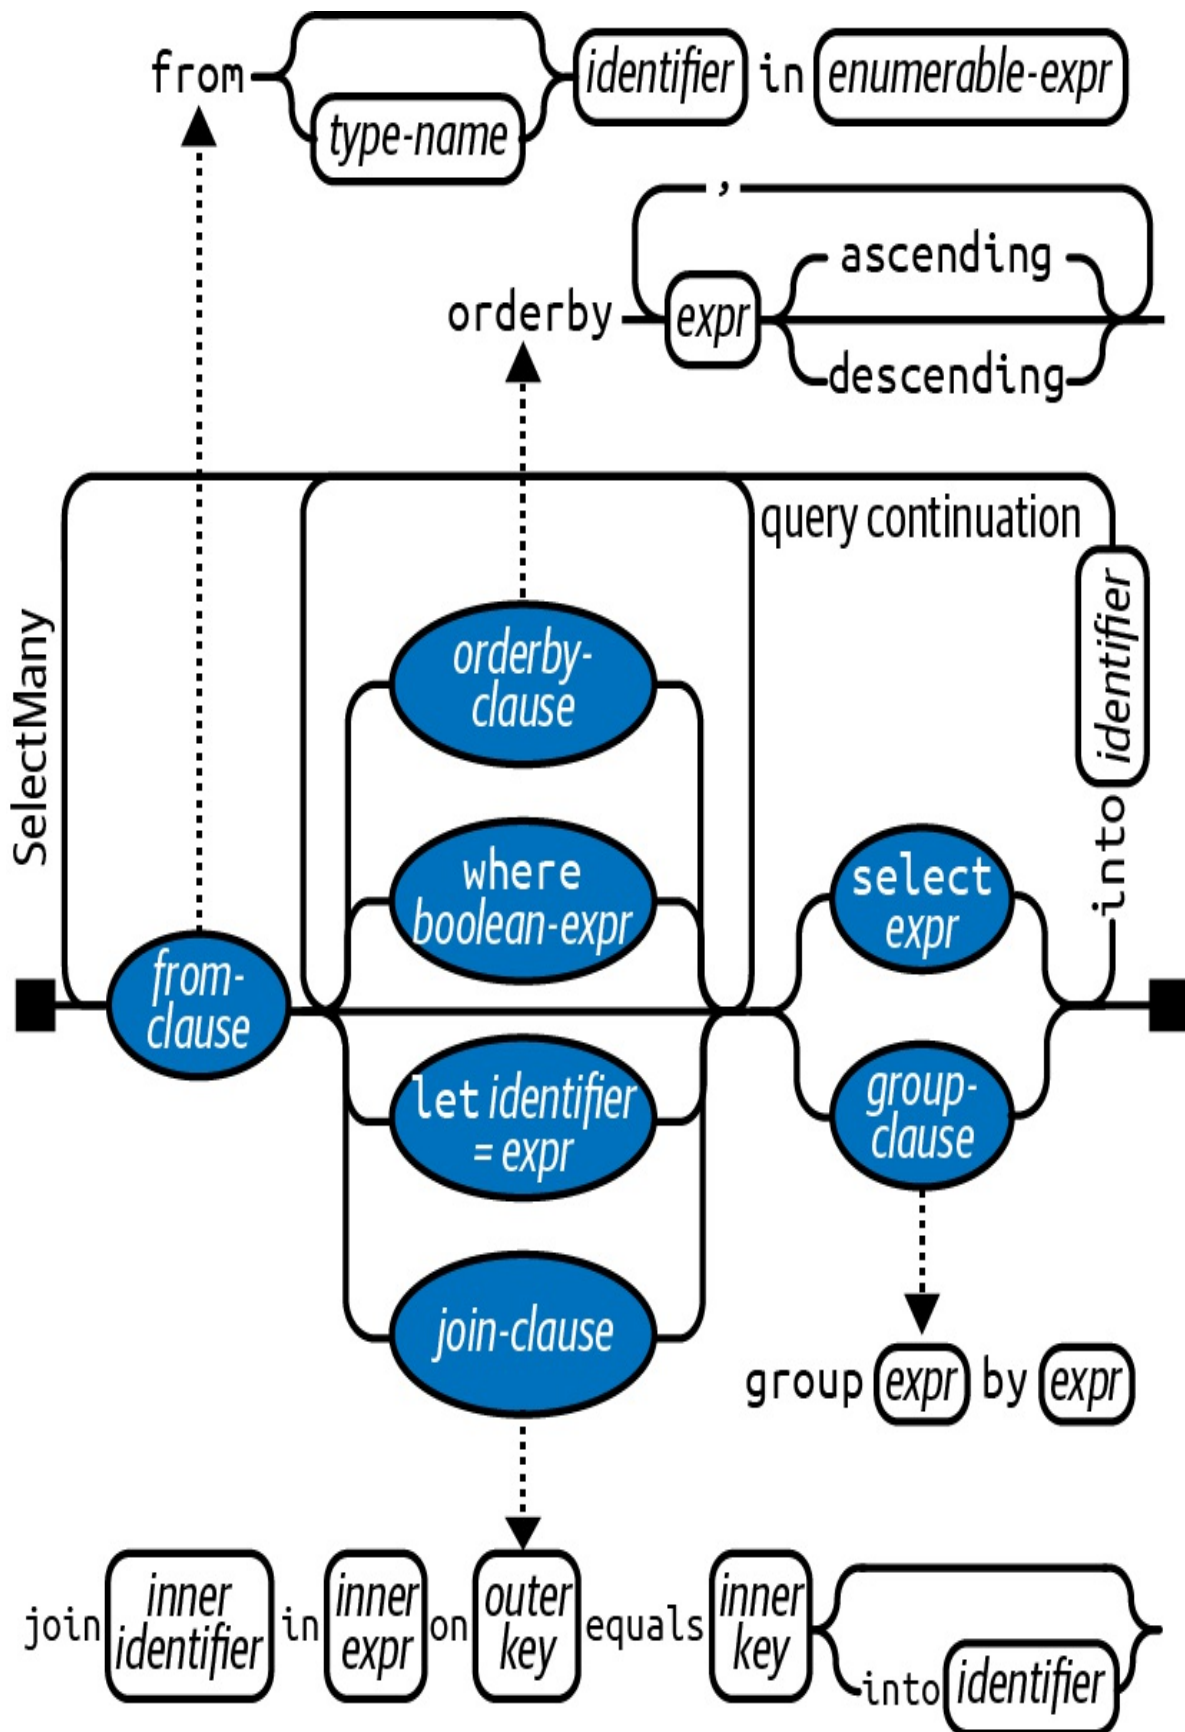 from type-name identifier in enumerable-expr
,
ascending
orderby expr
descending
query continuation
identifier
into
SelectMany
orderby-
clause
where
boolean-expr
select
expr
from-
clause
let identifier
= expr
group-
clause
join-clause
group expr by expr
join inner identifier in inner expr on outer key equals inner key
into identifier